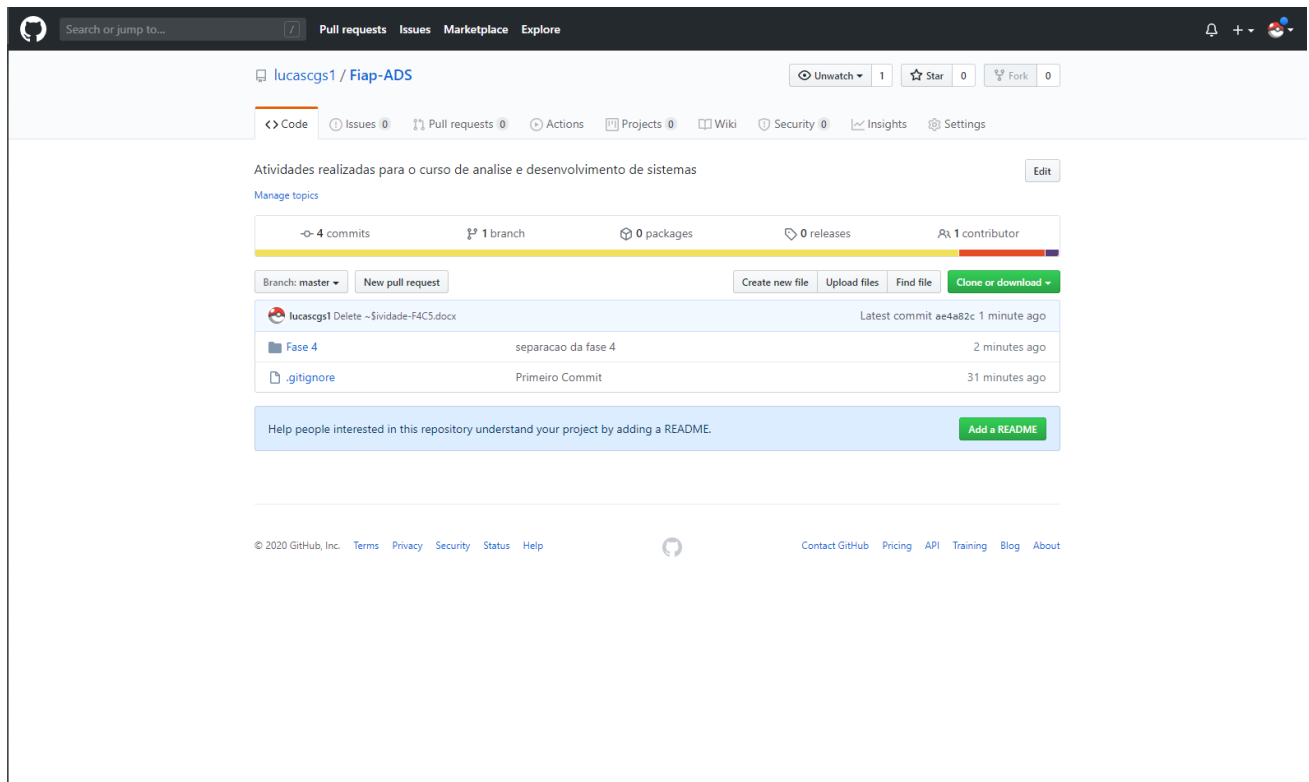 Search or jump to... / Pull requests Issues Marketplace Explore
lucascgs1 / Fiap-ADS Unwatch 1 Star 0 Fork 0
Code Issues 0 Pull requests 0 Actions Projects 0 Wiki Security 0 Insights Settings
Atividades realizadas para o curso de analise e desenvolvimento de sistemas Edit
Manage topics
4 commits 1 branch 0 packages 0 releases 1 contributor
Branch: master New pull request Create new file Upload files Find file Clone or download
lucascgs1 Delete ~$ividade-F4C5.docx Latest commit ae4a82c 1 minute ago
Fase 4 separacao da fase 4 2 minutes ago
.gitignore Primeiro Commit 31 minutes ago
Help people interested in this repository understand your project by adding a README. Add a README
© 2020 GitHub, Inc. Terms Privacy Security Status Help Contact GitHub Pricing API Training Blog About